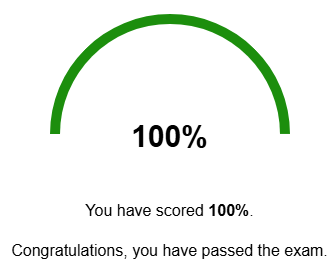 100%
You have scored 100%.
Congratulations, you have passed the exam.